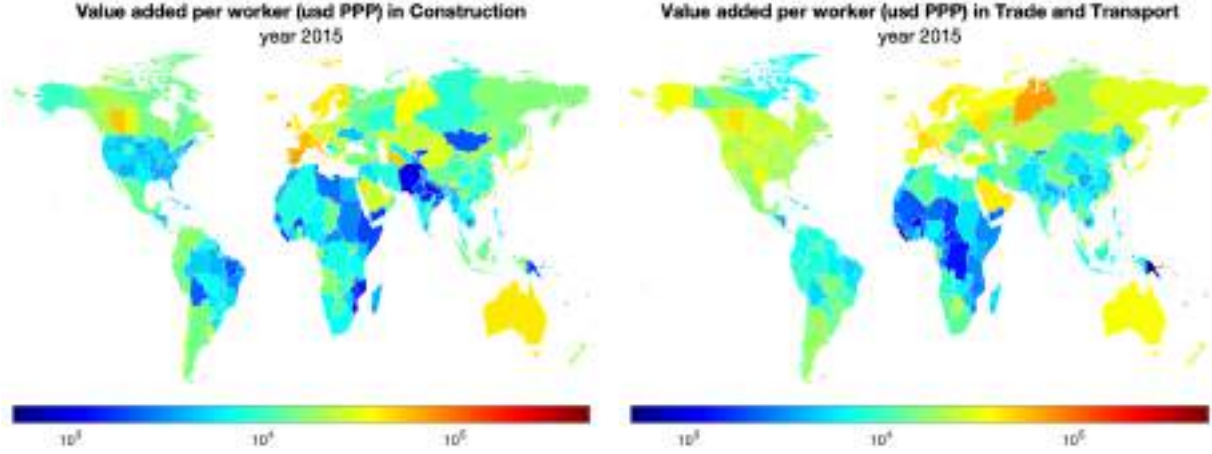 Value added per worker (usd PPP) in Construction
year 2015
10³
10⁴
10⁵
Value added per worker (usd PPP) in Trade and Transport
year 2015
10³
10⁴
10⁵